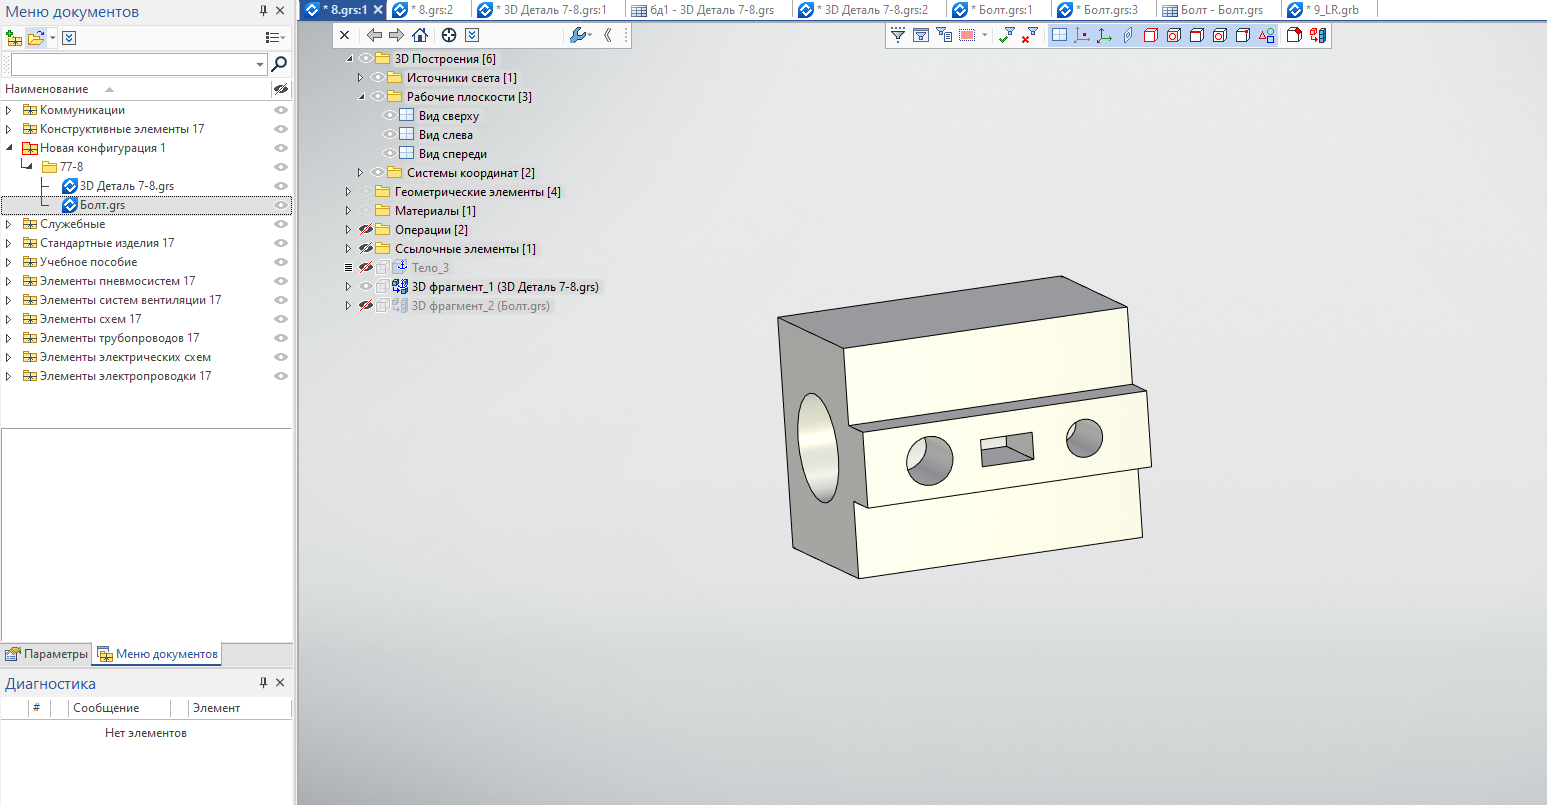 Меню документов
Наименование
Коммуникации
Конструктивные элементы 17
Новая конфигурация 1
77-8
3D Деталь 7-8.grs
Болт.grs
Служебные
Стандартные изделия 17
Учебное пособие
Элементы пневмосистем 17
Элементы систем вентиляции 17
Элементы схем 17
Элементы трубопроводов 17
Элементы электрических схем
Элементы электропроводки 17
Параметры
Меню документов
Диагностика
# Сообщение Элемент
Нет элементов
* 8.grs:1
* 8.grs:2
* 3D Деталь 7-8.grs:1
бд1 - 3D Деталь 7-8.grs
* 3D Деталь 7-8.grs:2
* Болт.grs:1
* Болт.grs:3
Болт - Болт.grs
* 9_LR.grb
3D Построения [6]
Источники света [1]
Рабочие плоскости [3]
Вид сверху
Вид слева
Вид спереди
Системы координат [2]
Геометрические элементы [4]
Материалы [1]
Операции [2]
Ссылочные элементы [1]
Тело_3
3D фрагмент_1 (3D Деталь 7-8.grs)
3D фрагмент_2 (Болт.grs)